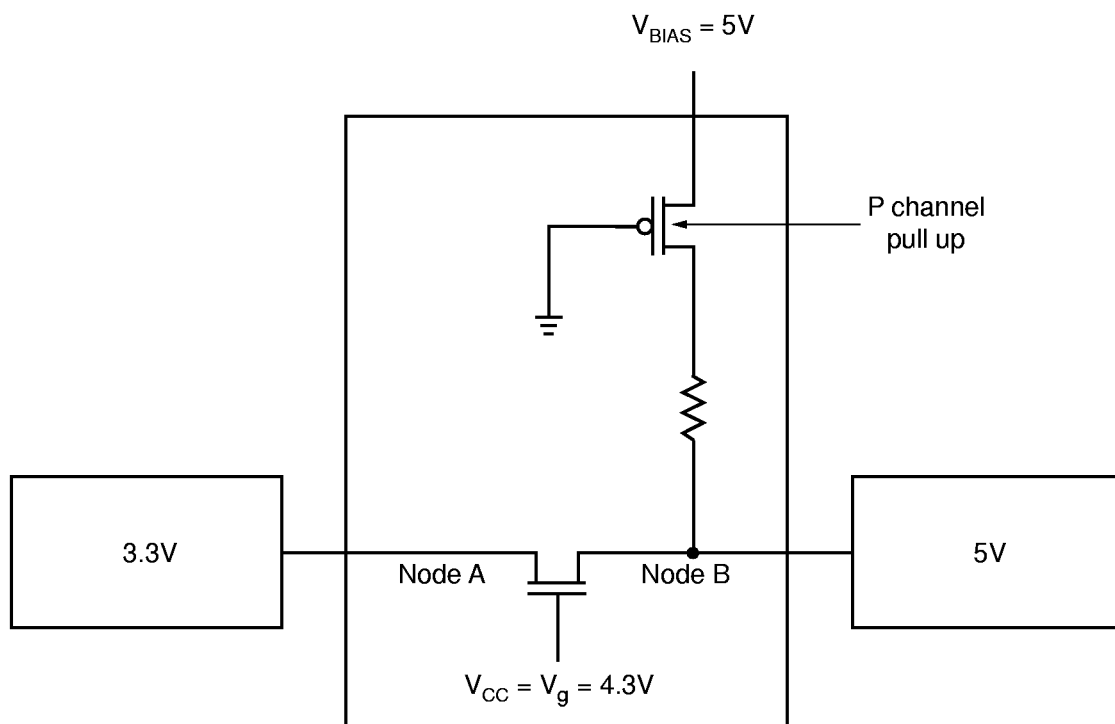 V_BIAS = 5V
P channel
pull up
3.3V
Node A
Node B
5V
V_CC = V_g = 4.3V